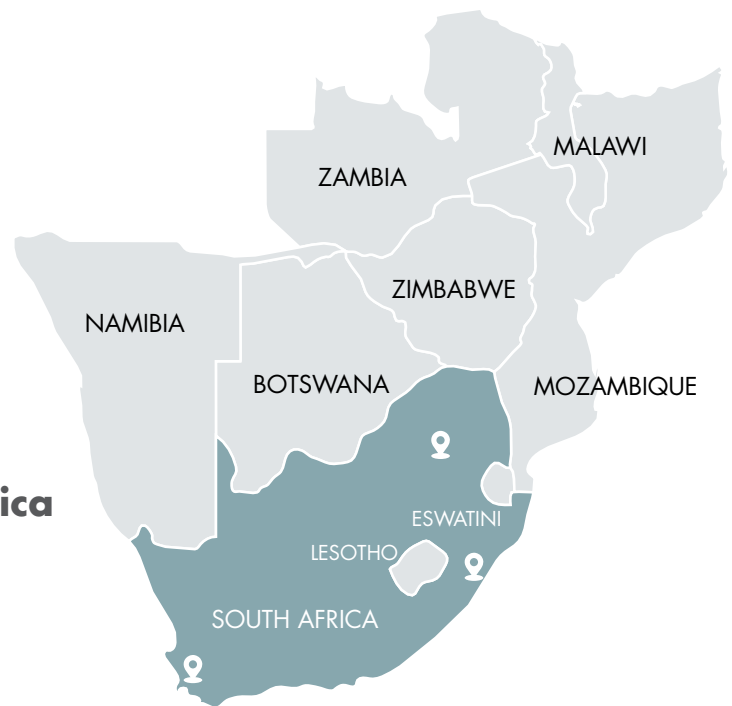 MALAWI
ZAMBIA
ZIMBABWE
NAMIBIA
BOTSWANA
MOZAMBIQUE
ica
ESWATINI
LESOTHO
SOUTH AFRICA